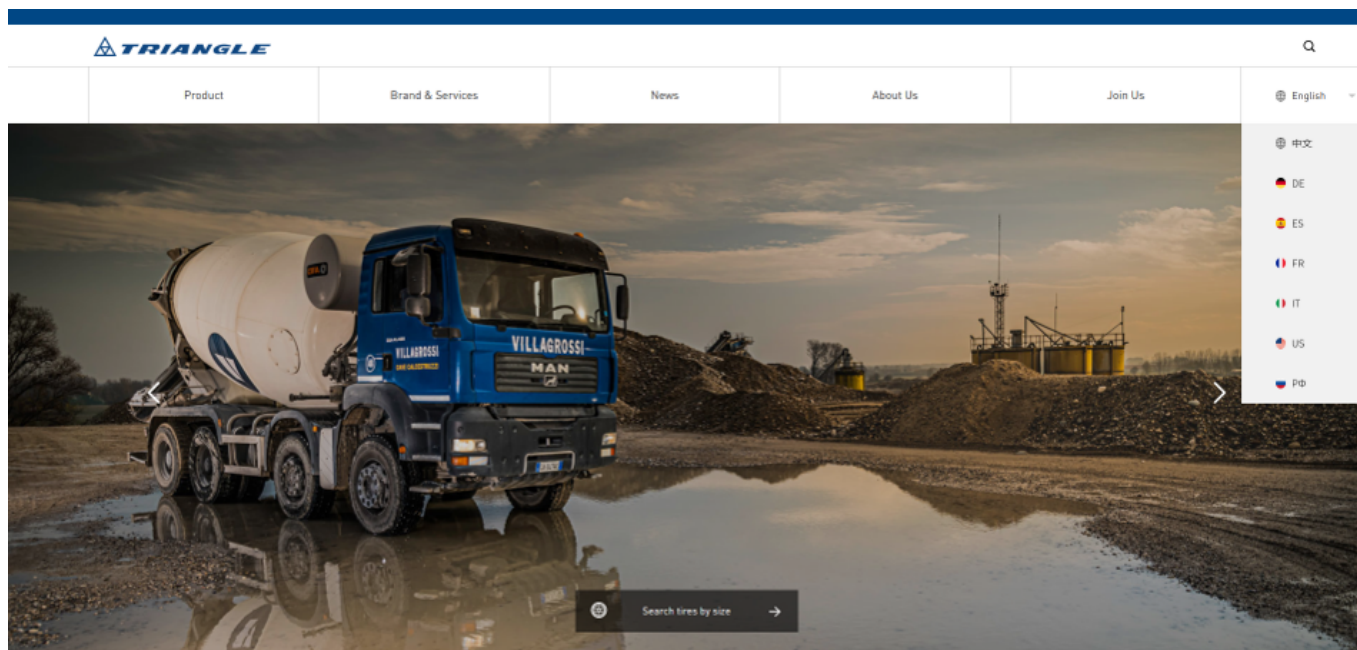 TRIANGLE
Product
Brand & Services
News
About Us
Join Us
English
中文
DE
ES
FR
IT
US
РФ
VILLAGROSSI
VILLAGROSSI
MAN
Search tires by size